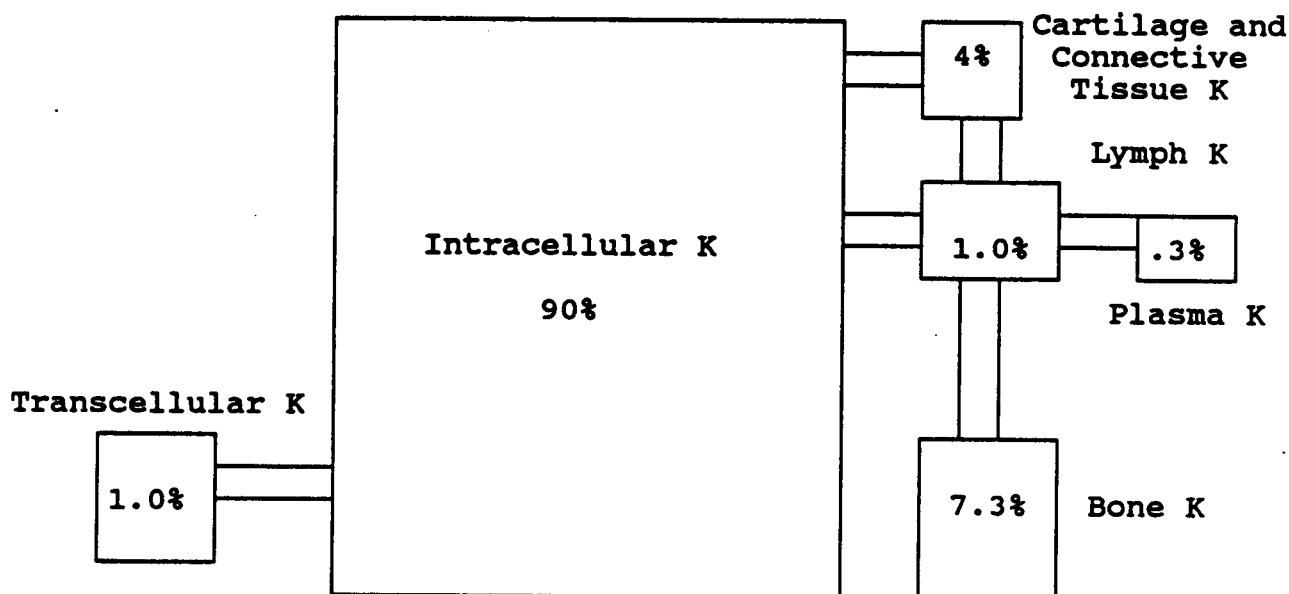 Cartilage and
Connective
Tissue K
4%
Lymph K
Intracellular K
1.0%
.3%
90%
Plasma K
Transcellular K
1.0%
7.3%
Bone K